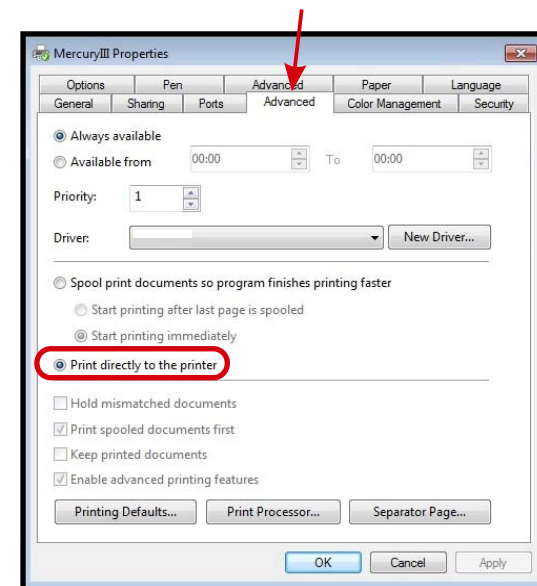 MercuryIII Properties
Options Pen Advanced Paper Language
General Sharing Ports Advanced Color Management Security
Always available
Available from 00:00 To 00:00
Priority: 1
Driver: New Driver...
Spool print documents so program finishes printing faster
Start printing after last page is spooled
Start printing immediately
Print directly to the printer
Hold mismatched documents
Print spooled documents first
Keep printed documents
Enable advanced printing features
Printing Defaults... Print Processor... Separator Page...
OK Cancel Apply